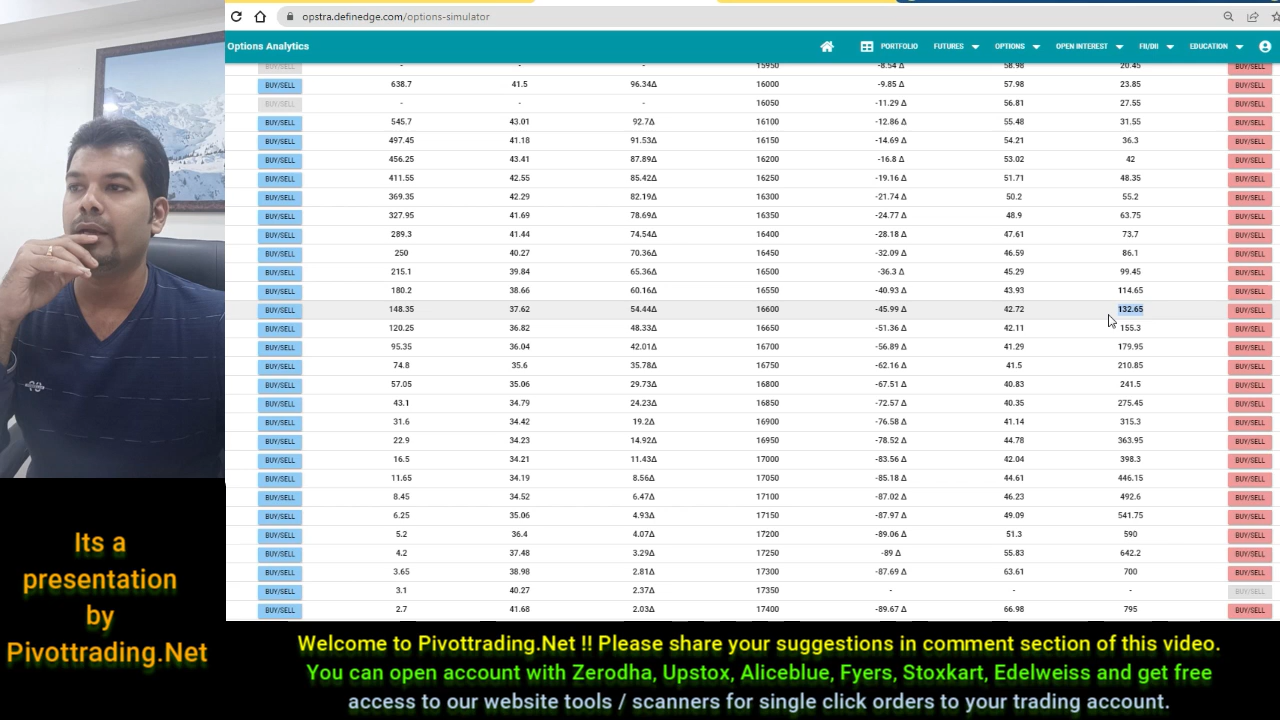 opstra.definedge.com/options-simulator
Options Analytics PORTFOLIO FUTURES OPTIONS OPEN INTEREST FII/DII EDUCATION
BUY/SELL - - - 15950 -8.54 Δ 58.98 20.45 BUY/SELL
BUY/SELL 638.7 41.5 96.34Δ 16000 -9.85 Δ 57.98 23.85 BUY/SELL
BUY/SELL - - - 16050 -11.29 Δ 56.81 27.55 BUY/SELL
BUY/SELL 545.7 43.01 92.7Δ 16100 -12.86 Δ 55.48 31.55 BUY/SELL
BUY/SELL 497.45 41.18 91.53Δ 16150 -14.69 Δ 54.21 36.3 BUY/SELL
BUY/SELL 456.25 43.41 87.89Δ 16200 -16.8 Δ 53.02 42 BUY/SELL
BUY/SELL 411.55 42.55 85.42Δ 16250 -19.16 Δ 51.71 48.35 BUY/SELL
BUY/SELL 369.35 42.29 82.19Δ 16300 -21.74 Δ 50.2 55.2 BUY/SELL
BUY/SELL 327.95 41.69 78.69Δ 16350 -24.77 Δ 48.9 63.75 BUY/SELL
BUY/SELL 289.3 41.44 74.54Δ 16400 -28.18 Δ 47.61 73.7 BUY/SELL
BUY/SELL 250 40.27 70.36Δ 16450 -32.09 Δ 46.59 86.1 BUY/SELL
BUY/SELL 215.1 39.84 65.36Δ 16500 -36.3 Δ 45.29 99.45 BUY/SELL
BUY/SELL 180.2 38.66 60.16Δ 16550 -40.93 Δ 43.93 114.65 BUY/SELL
BUY/SELL 148.35 37.62 54.44Δ 16600 -45.99 Δ 42.72 132.65 BUY/SELL
BUY/SELL 120.25 36.82 48.33Δ 16650 -51.36 Δ 42.11 155.3 BUY/SELL
BUY/SELL 95.35 36.04 42.01Δ 16700 -56.89 Δ 41.29 179.95 BUY/SELL
BUY/SELL 74.8 35.6 35.78Δ 16750 -62.16 Δ 41.5 210.85 BUY/SELL
BUY/SELL 57.05 35.06 29.73Δ 16800 -67.51 Δ 40.83 241.5 BUY/SELL
BUY/SELL 43.1 34.79 24.23Δ 16850 -72.57 Δ 40.35 275.45 BUY/SELL
BUY/SELL 31.6 34.42 19.2Δ 16900 -76.58 Δ 41.14 315.3 BUY/SELL
BUY/SELL 22.9 34.23 14.92Δ 16950 -78.52 Δ 44.78 363.95 BUY/SELL
BUY/SELL 16.5 34.21 11.43Δ 17000 -83.56 Δ 42.04 398.3 BUY/SELL
BUY/SELL 11.65 34.19 8.56Δ 17050 -85.18 Δ 44.61 446.15 BUY/SELL
BUY/SELL 8.45 34.52 6.47Δ 17100 -87.02 Δ 46.23 492.6 BUY/SELL
BUY/SELL 6.25 35.06 4.93Δ 17150 -87.97 Δ 49.09 541.75 BUY/SELL
BUY/SELL 5.2 36.4 4.07Δ 17200 -89.06 Δ 51.3 590 BUY/SELL
BUY/SELL 4.2 37.48 3.29Δ 17250 -89 Δ 55.83 642.2 BUY/SELL
BUY/SELL 3.65 38.98 2.81Δ 17300 -87.69 Δ 63.61 700 BUY/SELL
BUY/SELL 3.1 40.27 2.37Δ 17350 - - - BUY/SELL
BUY/SELL 2.7 41.68 2.03Δ 17400 -89.67 Δ 66.98 795 BUY/SELL
Its a
presentation
by
Pivottrading.Net
Welcome to Pivottrading.Net !! Please share your suggestions in comment section of this video.
You can open account with Zerodha, Upstox, Aliceblue, Fyers, Stoxkart, Edelweiss and get free
access to our website tools / scanners for single click orders to your trading account.